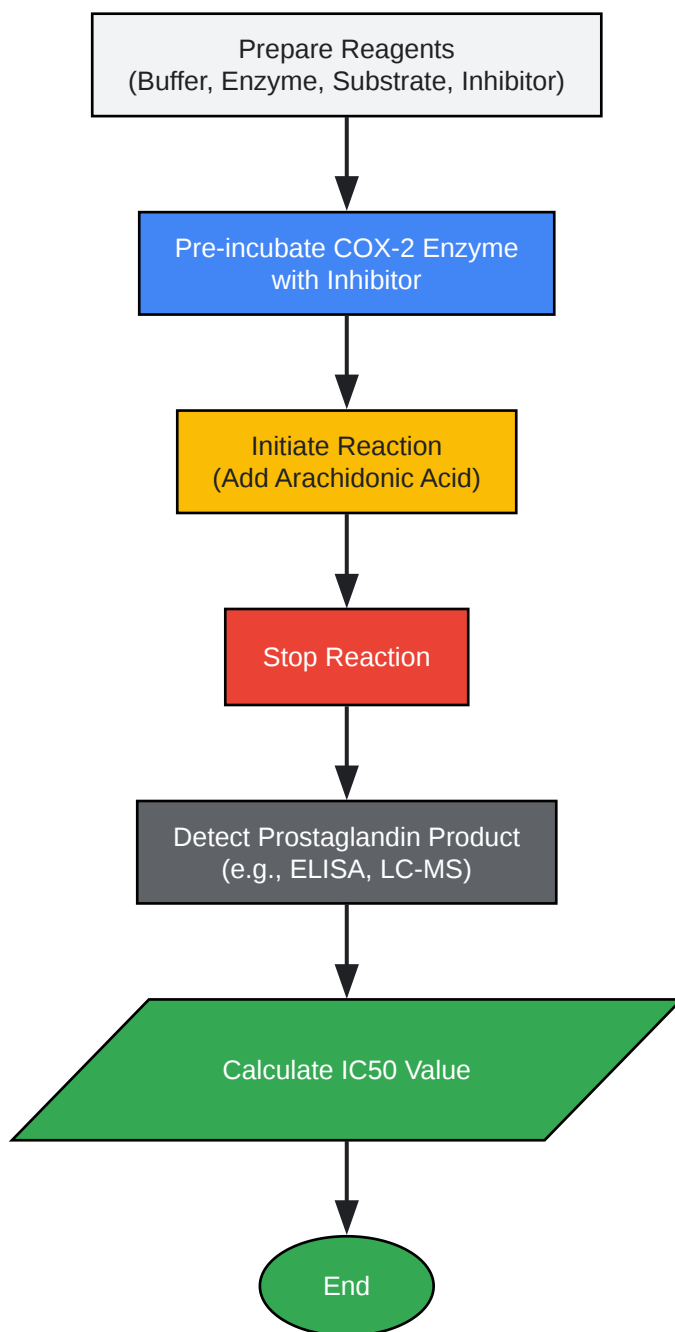 Prepare Reagents
(Buffer, Enzyme, Substrate, Inhibitor)
Pre-incubate COX-2 Enzyme
with Inhibitor
Initiate Reaction
(Add Arachidonic Acid)
Stop Reaction
Detect Prostaglandin Product
(e.g., ELISA, LC-MS)
Calculate IC50 Value
End